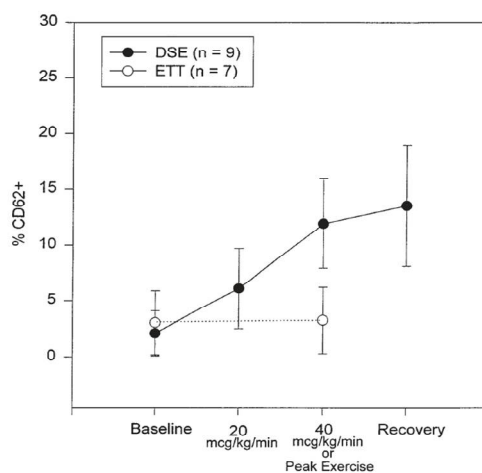 30
25
20
15
10
5
0
% CD62+
DSE (n = 9)
ETT (n = 7)
Baseline
20
mcg/kg/min
40
mcg/kg/min
or
Peak Exercise
Recovery